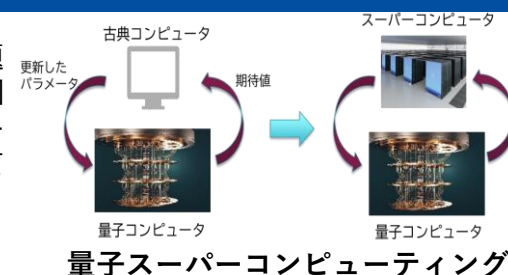 古典コンピュータ
スーパーコンピュータ
更新した
パラメータ
期待値
量子コンピュータ
量子コンピュータ
量子スーパーコンピューティング